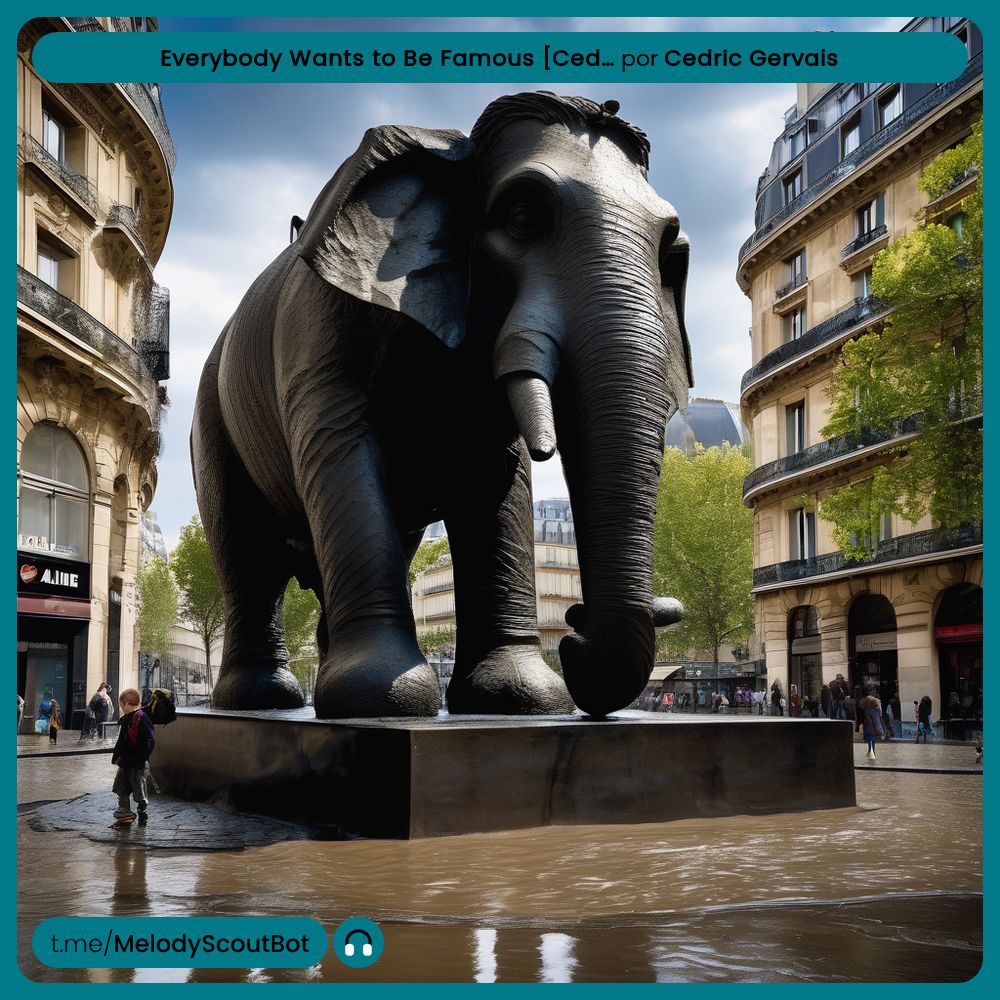 Everybody Wants to Be Famous [Ced… por Cedric Gervais
t.me/MelodyScoutBot